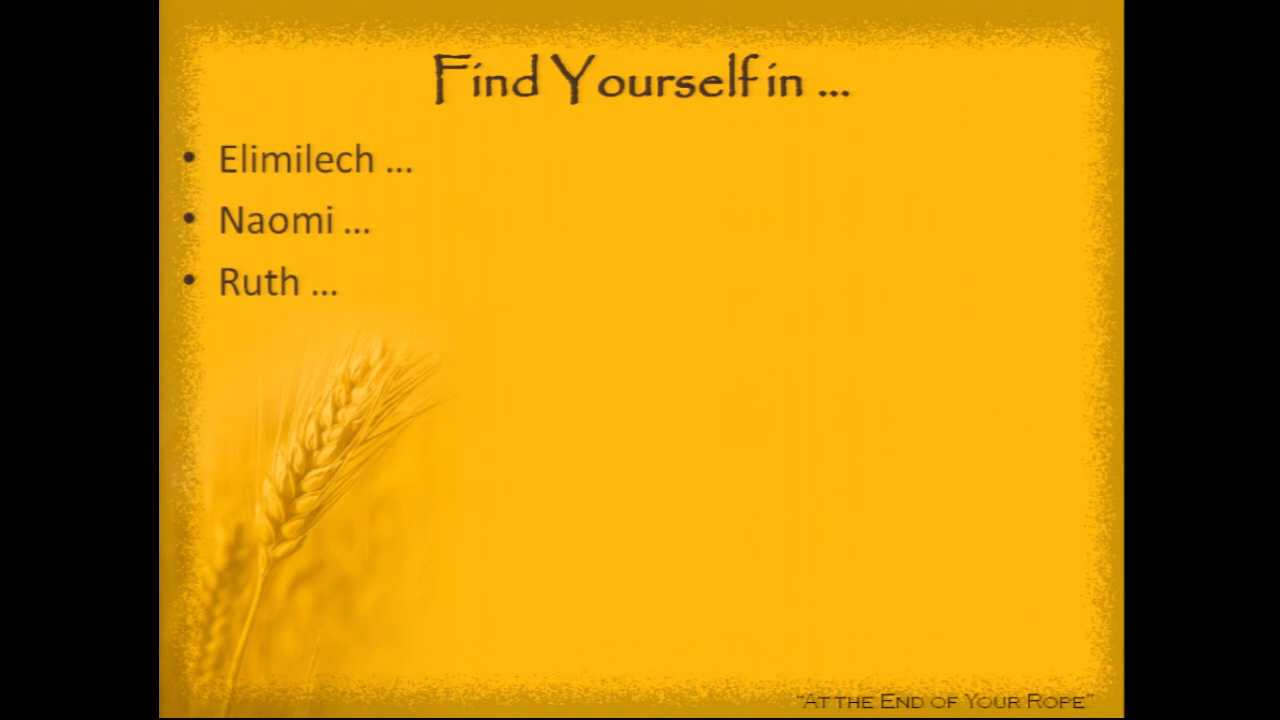 Find Yourself in ...
• Elimilech ...
• Naomi ...
• Ruth ...
"At the End of Your Rope"